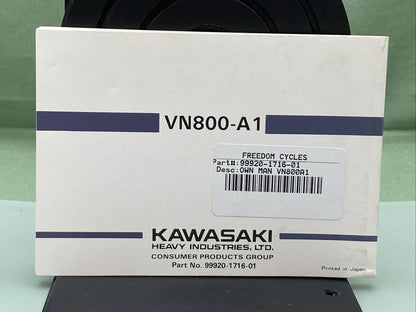 VN800-A1
FREEDOM CYCLES
Part#:99920-1716-01
Desc:OWN MAN VN800A1
KAWASAKI
HEAVY INDUSTRIES, LTD.
CONSUMER PRODUCTS GROUP
Part No. 99920-1716-01
Printed in Japan